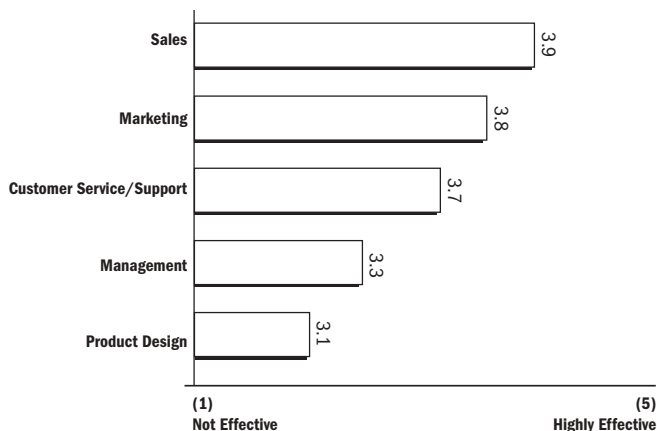 Sales
3.9
Marketing
3.8
Customer Service/Support
3.7
Management
3.3
Product Design
3.1
(1)
(5)
Not Effective
Highly Effective